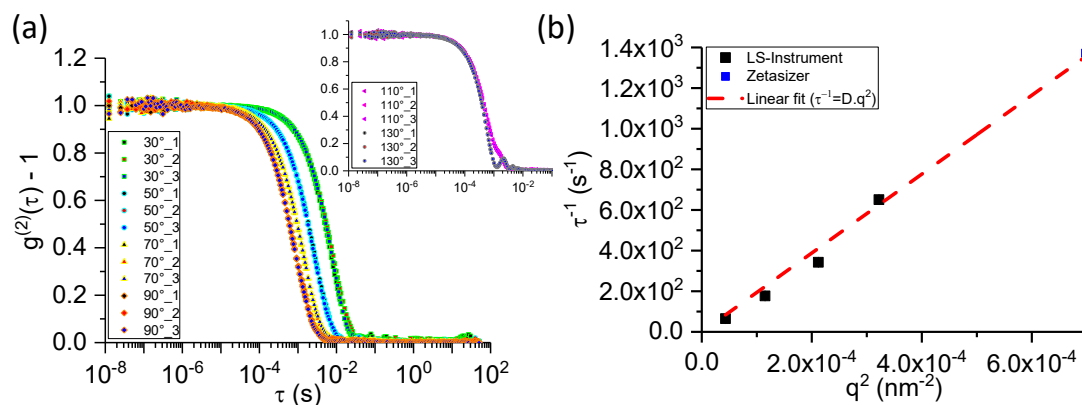 (a)
g(2)(τ) - 1
1.2
1.0
0.8
0.6
0.4
0.2
0.0
30°_1
30°_2
30°_3
50°_1
50°_2
50°_3
70°_1
70°_2
70°_3
90°_1
90°_2
90°_3
10-8
10-6
10-4
10-2
100
102
τ (s)
1.0
0.8
0.6
0.4
0.2
0.0
110°_1
110°_2
110°_3
130°_1
130°_2
130°_3
10-8
10-6
10-4
10-2
(b)
τ-1 (s-1)
1.4x103
1.2x103
1.0x103
8.0x102
6.0x102
4.0x102
2.0x102
0.0
LS-Instrument
Zetasizer
Linear fit (τ-1=D.q2)
0.0
2.0x10-4
4.0x10-4
6.0x10-4
q2 (nm-2)